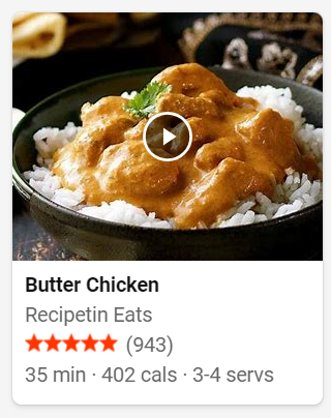 Butter Chicken
Recipetin Eats
(943)
35 min · 402 cals · 3-4 servs